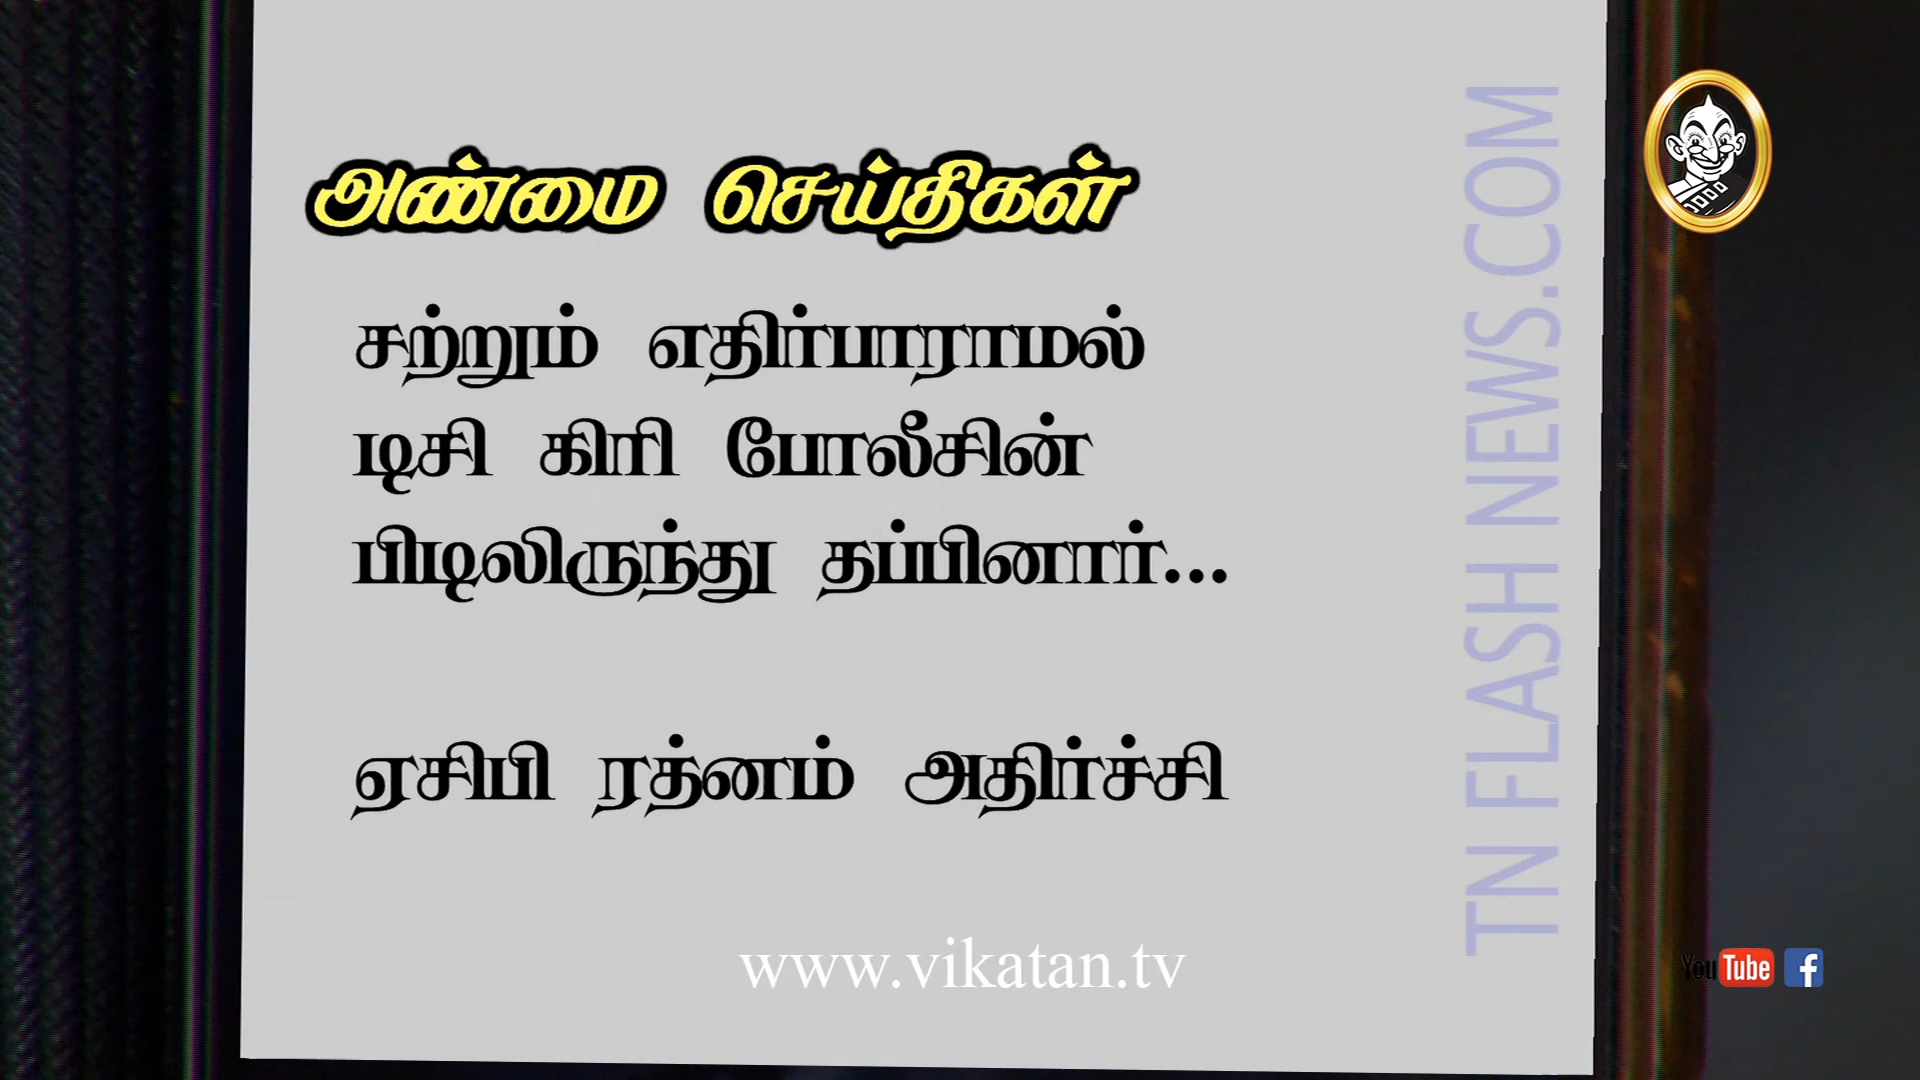 அண்மை செய்திகள்
சற்றும் எதிர்பாராமல்
டிசி கிரி போலீசின்
பிடிலிருந்து தப்பினார்...
ஏசிபி ரத்னம் அதிர்ச்சி
TN FLASH NEWS.COM
www.vikatan.tv
YouTube f